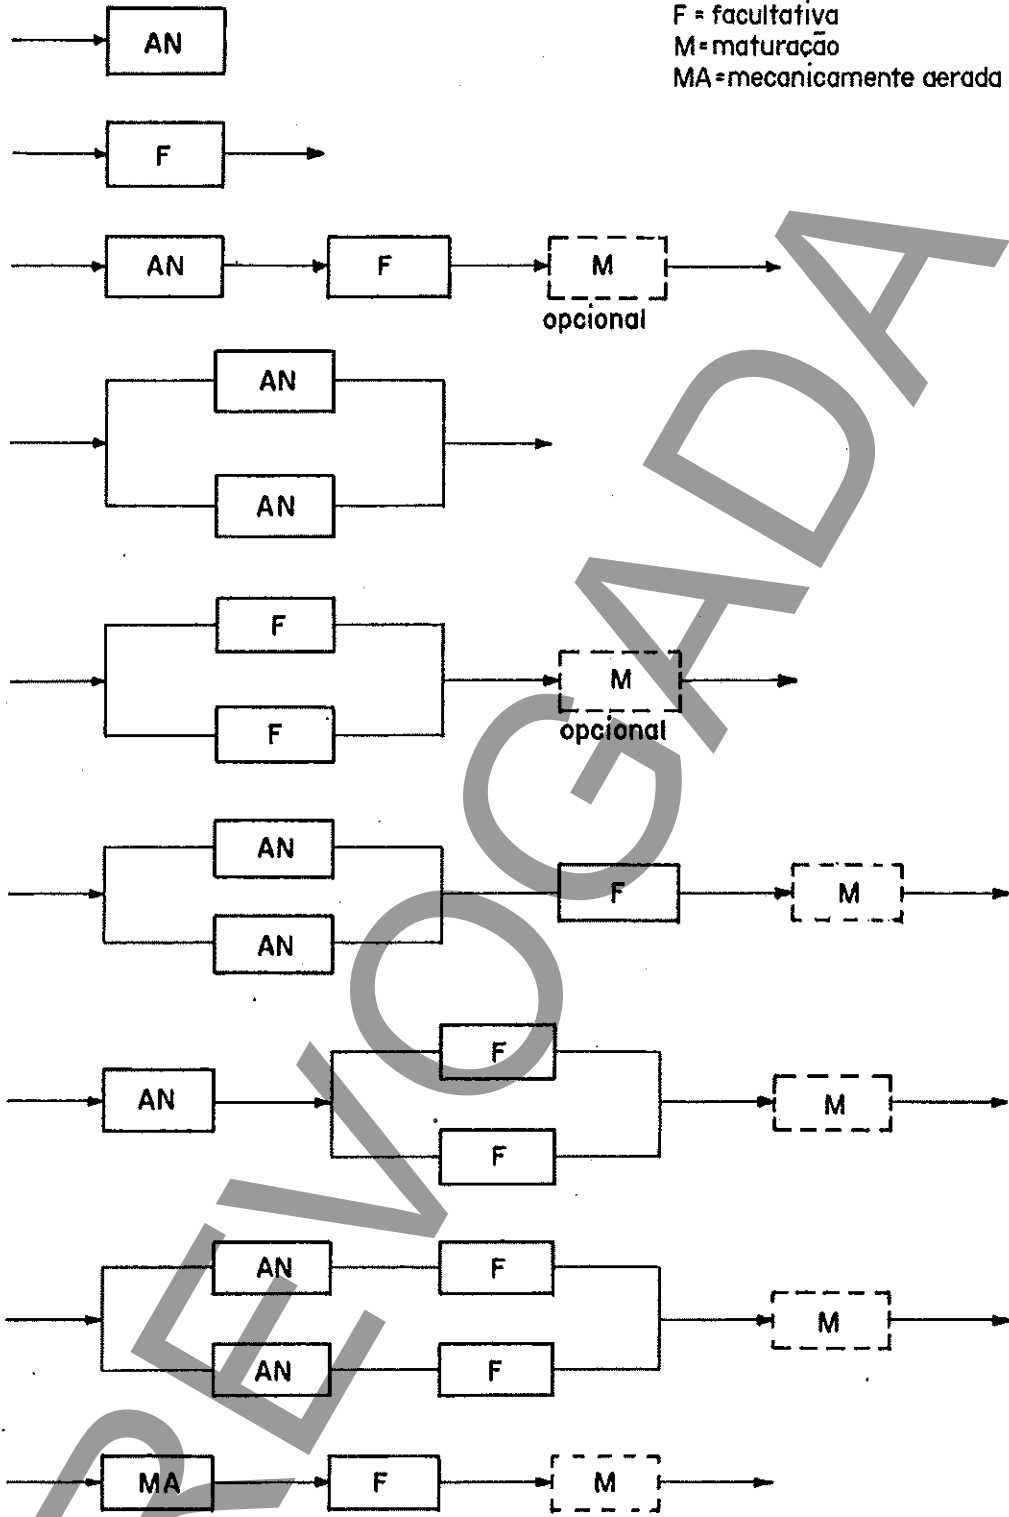 F = facultativa
M=maturação
MA=mecanicamente aerada
AN
F
AN F M
opcional
AN
AN
F
M
F
opcional
AN
F M
AN
F
AN M
F
AN F
M
AN F
MA F M
REVOGADA